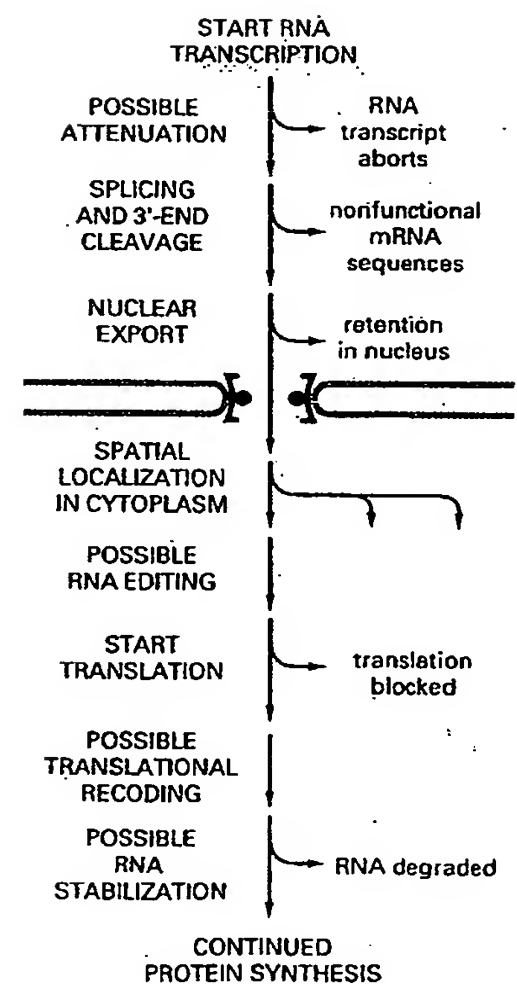 START RNA
TRANSCRIPTION
POSSIBLE
ATTENUATION
RNA
transcript
aborts
SPLICING
AND 3'-END
CLEAVAGE
nonfunctional
mRNA
sequences
NUCLEAR
EXPORT
retention
in nucleus
SPATIAL
LOCALIZATION
IN CYTOPLASM
POSSIBLE
RNA EDITING
START
TRANSLATION
translation
blocked
POSSIBLE
TRANSLATIONAL
RECODING
POSSIBLE
RNA
STABILIZATION
RNA degraded
CONTINUED
PROTEIN SYNTHESIS